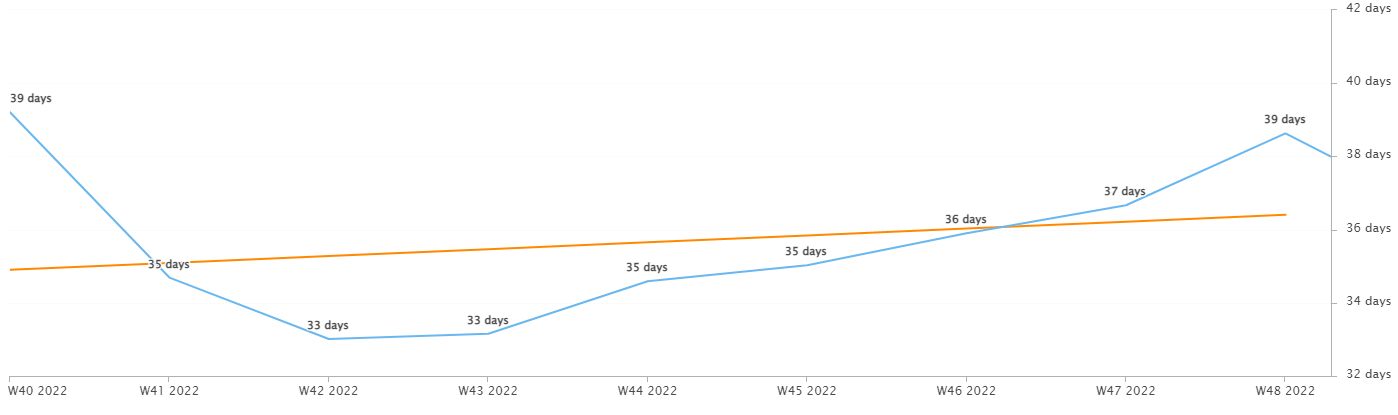 42 days
40 days
39 days
39 days
38 days
37 days
36 days
36 days
35 days
35 days
35 days
33 days
33 days
34 days
32 days
W40 2022
W41 2022
W42 2022
W43 2022
W44 2022
W45 2022
W46 2022
W47 2022
W48 2022